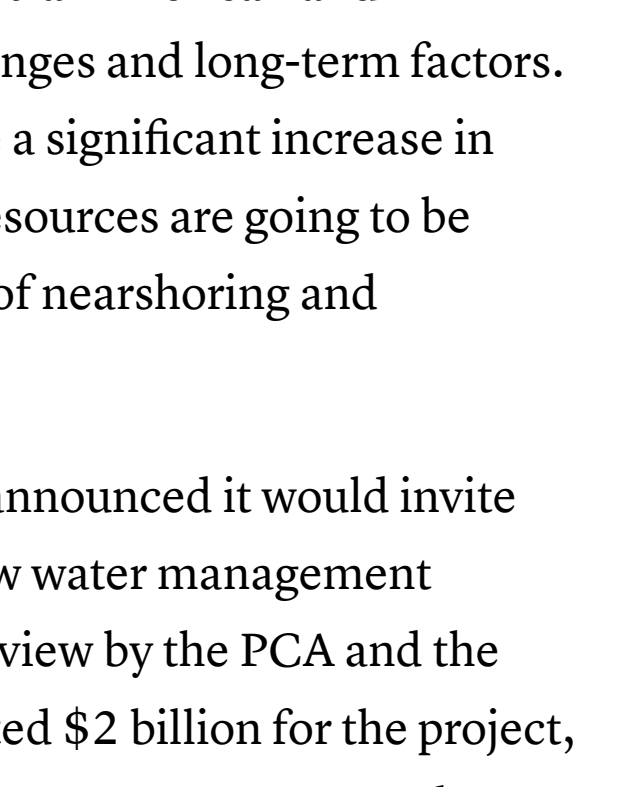 nges and long-term factors.
a significant increase in
esources are going to be
of nearshoring and
announced it would invite
w water management
view by the PCA and the
ed $2 billion for the project,